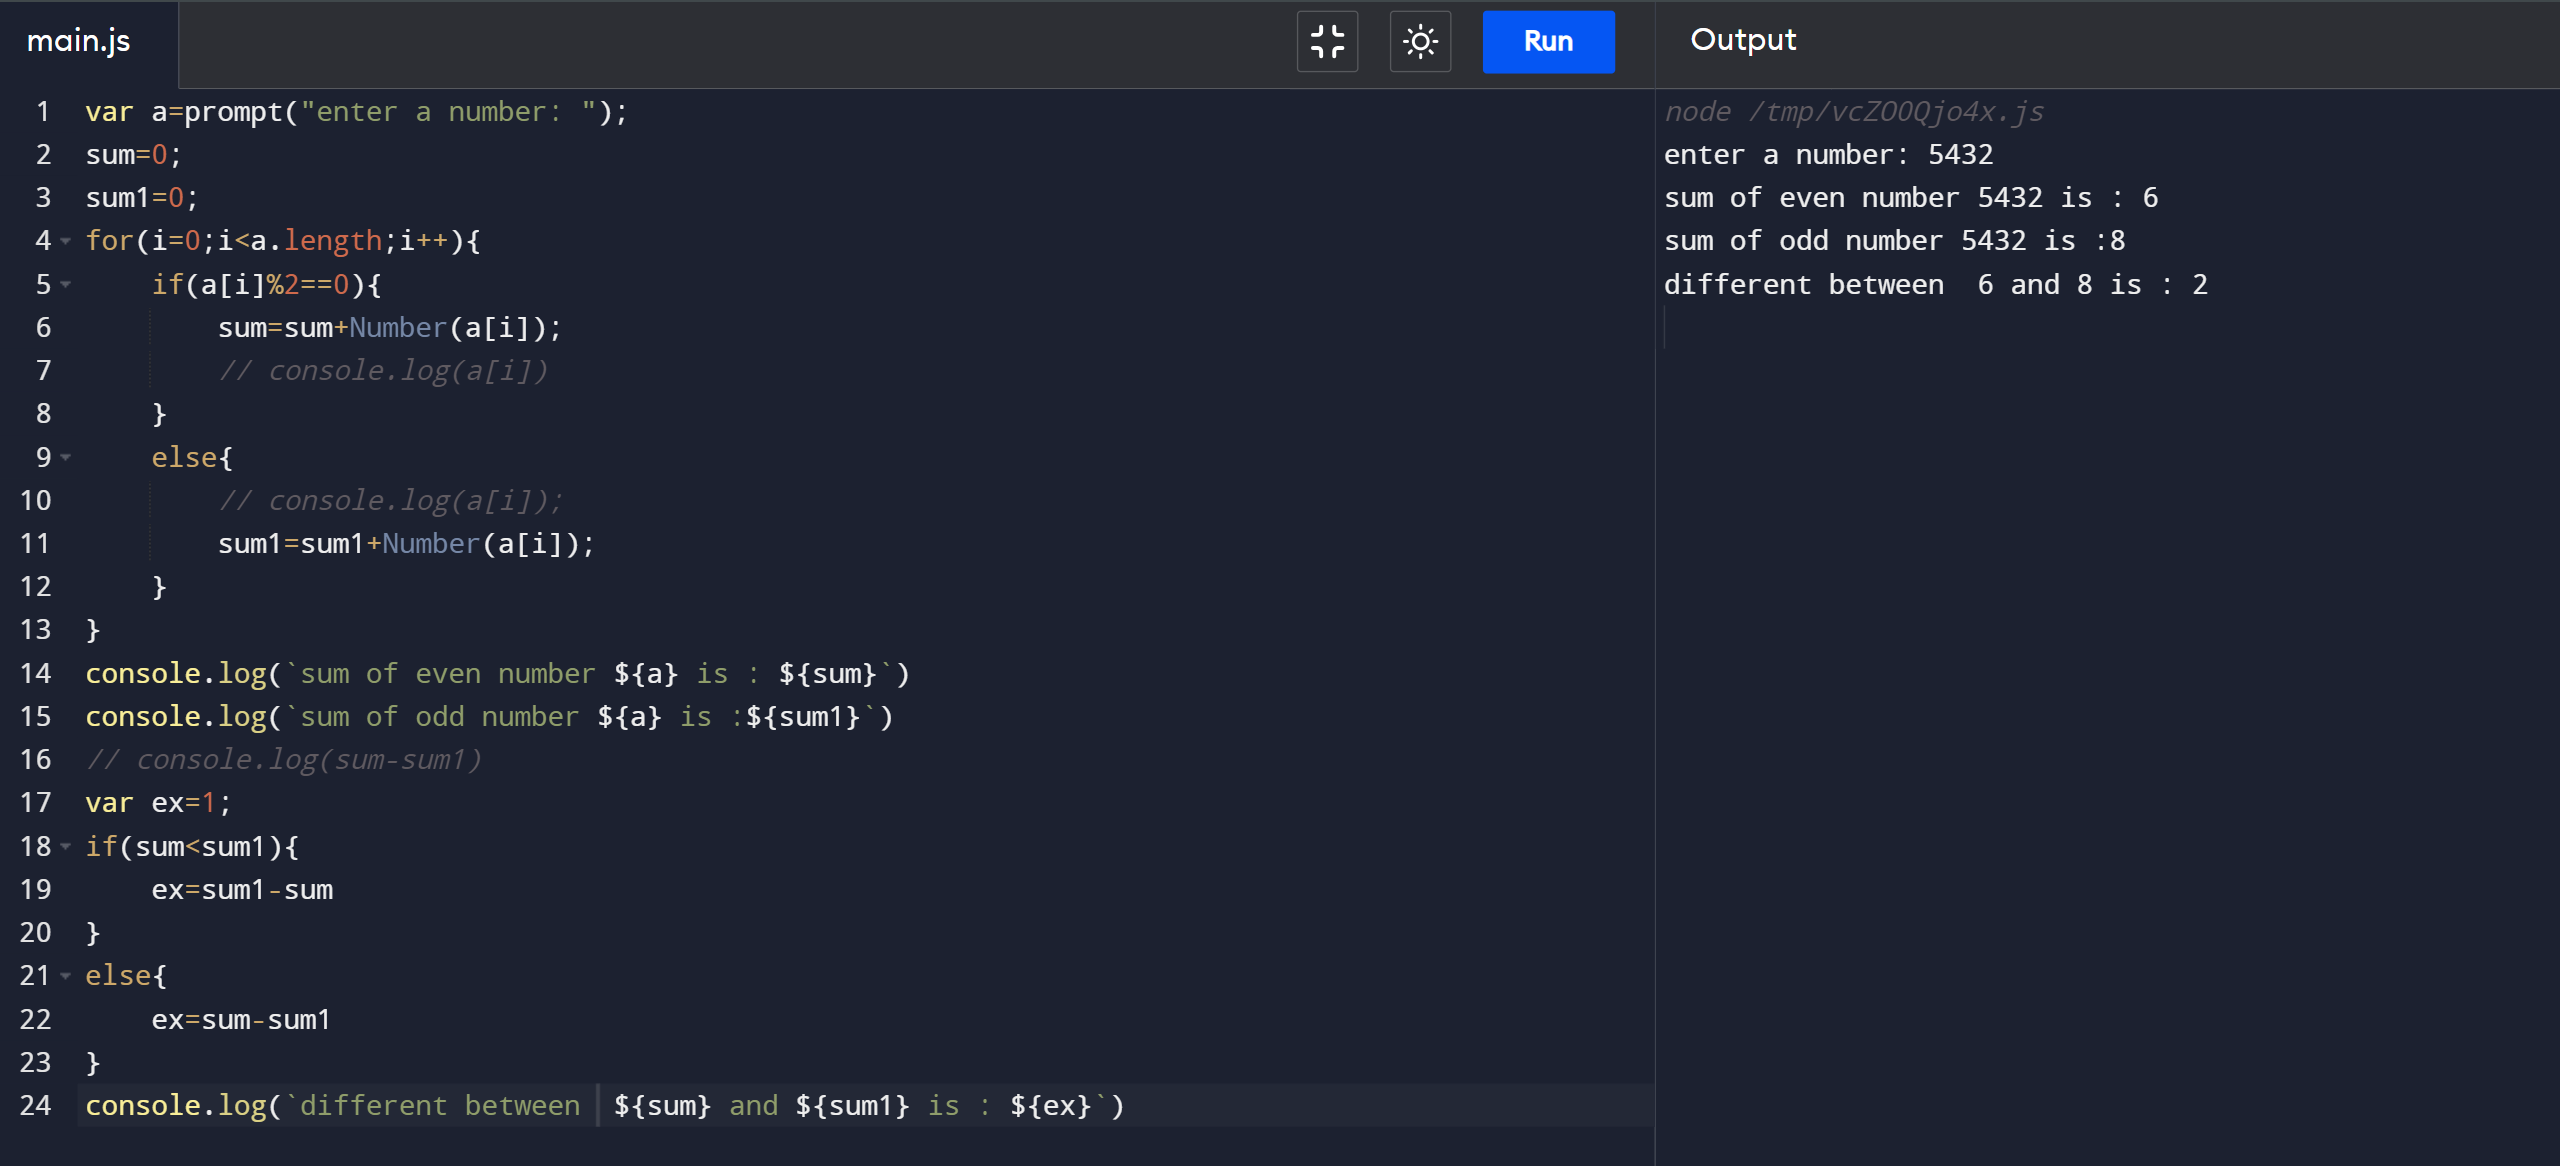 main.js
Run
Output
1 var a=prompt("enter a number: ");
2 sum=0;
3 sum1=0;
4 for(i=0;i<a.length;i++){
5     if(a[i]%2==0){
6         sum=sum+Number(a[i]);
7         // console.log(a[i])
8     }
9     else{
10         // console.log(a[i]);
11         sum1=sum1+Number(a[i]);
12     }
13 }
14 console.log(`sum of even number ${a} is : ${sum}`)
15 console.log(`sum of odd number ${a} is :${sum1}`)
16 // console.log(sum-sum1)
17 var ex=1;
18 if(sum<sum1){
19     ex=sum1-sum
20 }
21 else{
22     ex=sum-sum1
23 }
24 console.log(`different between  ${sum} and ${sum1} is : ${ex}`)
node /tmp/vcZOOQjo4x.js
enter a number: 5432
sum of even number 5432 is : 6
sum of odd number 5432 is :8
different between  6 and 8 is : 2